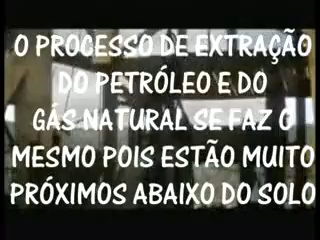 O PROCESSO DE EXTRAÇÃO
DO PETRÓLEO E DO
GÁS NATURAL SE FAZ O
MESMO POIS ESTÃO MUITO
PRÓXIMOS ABAIXO DO SOLO